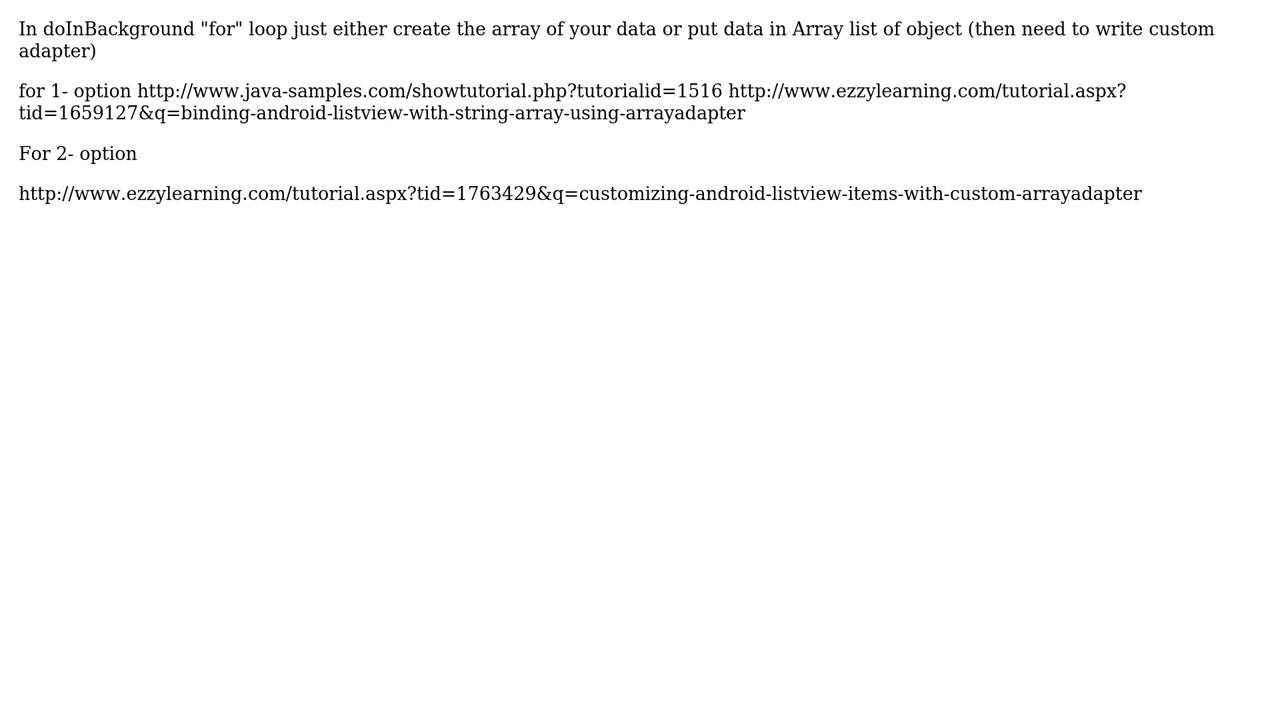 In doInBackground "for" loop just either create the array of your data or put data in Array list of object (then need to write custom
adapter)
for 1- option http://www.java-samples.com/showtutorial.php?tutorialid=1516 http://www.ezzylearning.com/tutorial.aspx?
tid=1659127&q=binding-android-listview-with-string-array-using-arrayadapter
For 2- option
http://www.ezzylearning.com/tutorial.aspx?tid=1763429&q=customizing-android-listview-items-with-custom-arrayadapter